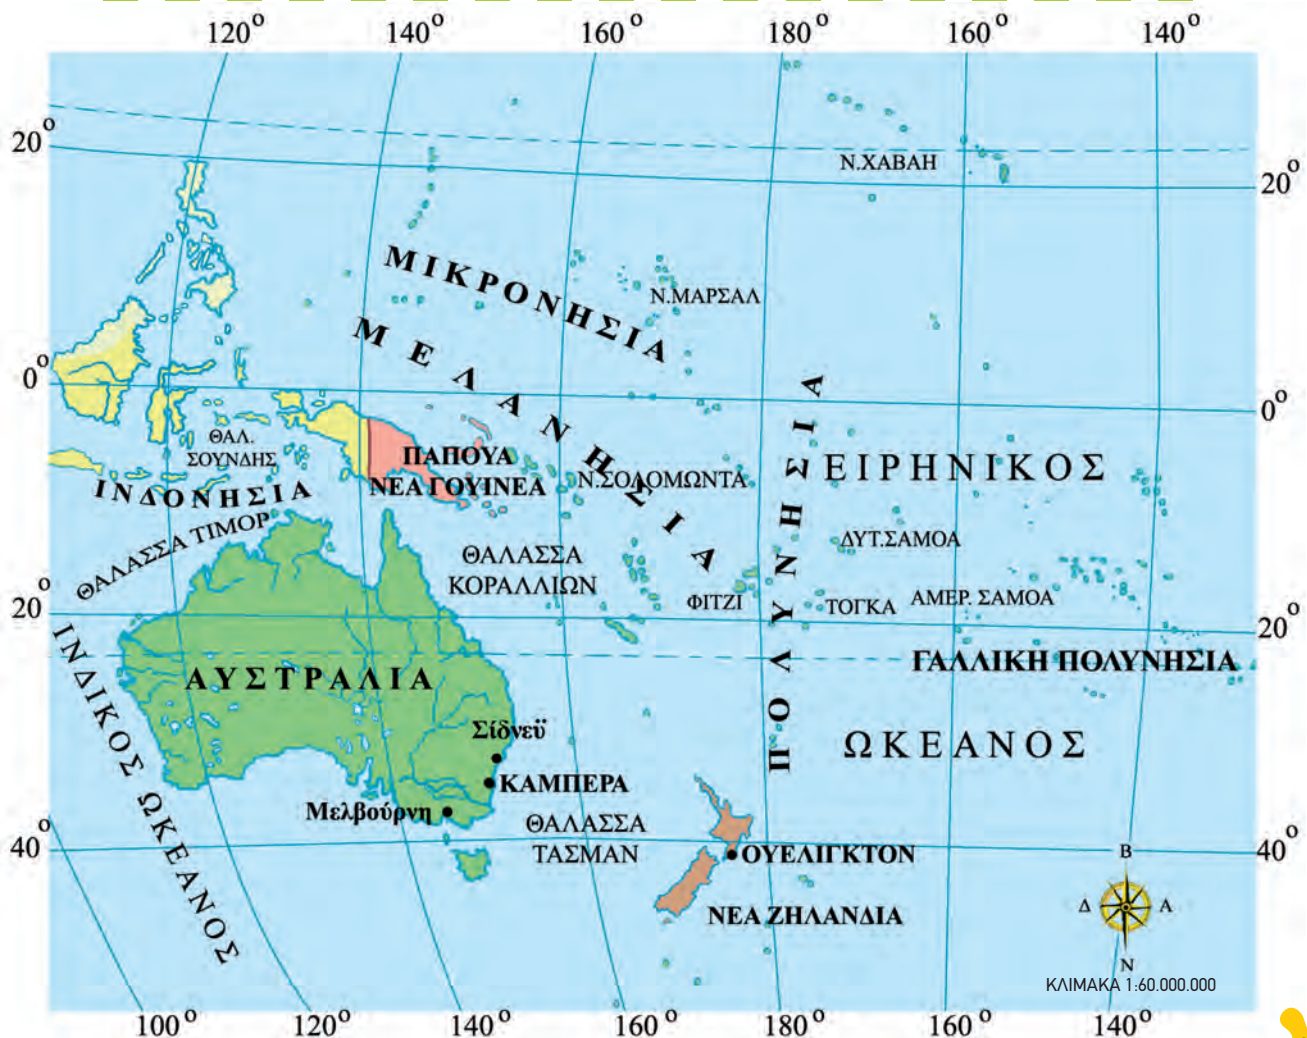 120° 140° 160° 180° 160° 140°
20°
Ν.ΧΑΒΑΗ
20°
ΜΙΚΡΟΝΗΣΙΑ
Ν.ΜΑΡΣΑΛ
ΜΕΛΑΝΗΣΙΑ
0°
0°
ΠΟΛΥΝΗΣΙΑ
ΘΑΛ.
ΣΟΥΝΔΗΣ
ΠΑΠΟΥΑ
ΝΕΑ ΓΟΥΙΝΕΑ
ΕΙΡΗΝΙΚΟΣ
Ν.ΣΟΛΟΜΩΝΤΑ
ΙΝΔΟΝΗΣΙΑ
ΘΑΛΑΣΣΑ ΤΙΜΟΡ
ΘΑΛΑΣΣΑ
ΚΟΡΑΛΛΙΩΝ
ΔΥΤ.ΣΑΜΟΑ
ΦΙΤΖΙ
ΤΟΓΚΑ
ΑΜΕΡ. ΣΑΜΟΑ
20°
20°
ΙΝΔΙΚΟΣ ΩΚΕΑΝΟΣ
ΑΥΣΤΡΑΛΙΑ
ΓΑΛΛΙΚΗ ΠΟΛΥΝΗΣΙΑ
Σίδνεϋ
ΩΚΕΑΝΟΣ
ΚΑΜΠΕΡΑ
Μελβούρνη
ΘΑΛΑΣΣΑ
ΤΑΣΜΑΝ
40°
40°
ΟΥΕΛΙΓΚΤΟΝ
ΝΕΑ ΖΗΛΑΝΔΙΑ
Β
Δ Α
Ν
ΚΛΙΜΑΚΑ 1:60.000.000
100° 120° 140° 160° 180° 160° 140°